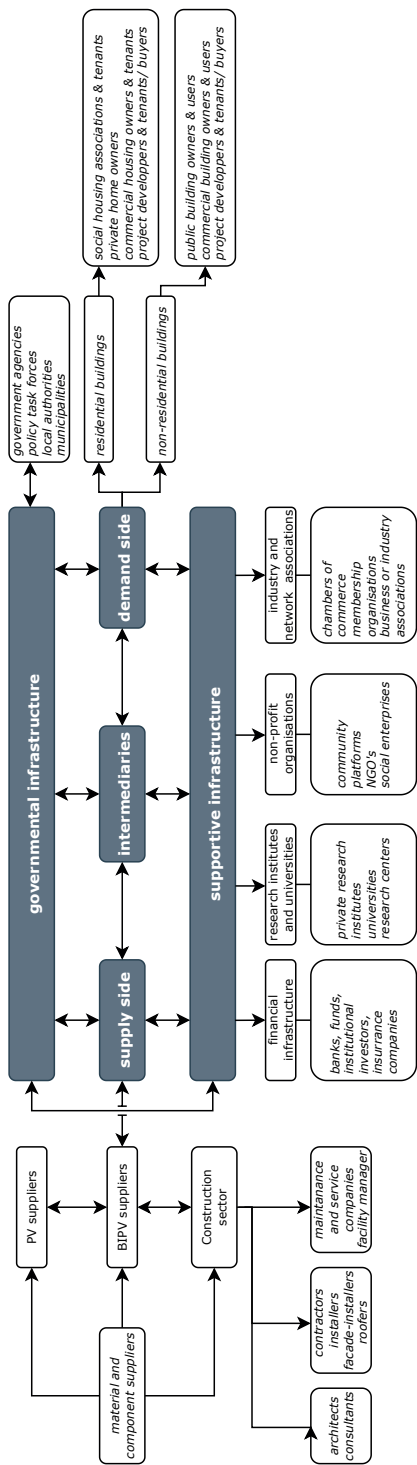 government agencies
policy task forces
local authorities
municipalities
social housing associations & tenants
private home owners
commercial housing owners & tenants
project developpers & tenants/ buyers
public building owners & users
commercial building owners & users
project developpers & tenants/ buyers
residential buildings
non-residential buildings
governmental infrastructure
supply side
intermediaries
demand side
supportive infrastructure
PV suppliers
BIPV suppliers
Construction
sector
material and
component suppliers
architects
consultants
contractors
installers
facade-installers
roofers
maintanance
and service
companies
facility manager
financial
infrastructure
banks, funds,
institutional
investors,
insurrance
companies
research institutes
and universities
private research
institutes
universities
research centers
non-profit
organisations
community
platforms
NGO's
social enterprises
industry and
network associations
chambers of
commerce
membership
organisations
business or industry
associations